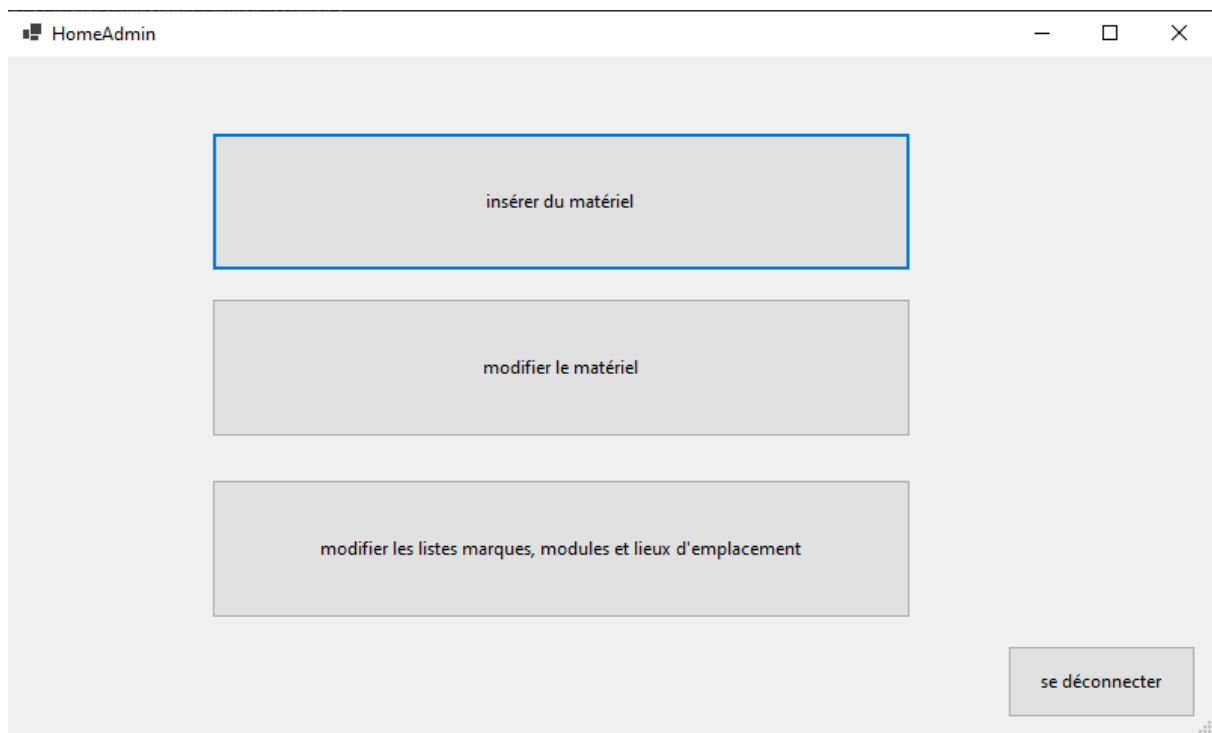 HomeAdmin
insérer du matériel
modifier le matériel
modifier les listes marques, modules et lieux d'emplacement
se déconnecter